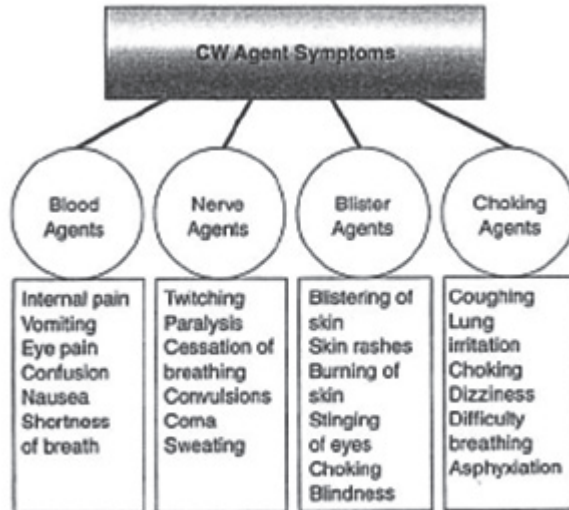 CW Agent Symptoms
Blood
Agents
Internal pain
Vomiting
Eye pain
Confusion
Nausea
Shortness
of breath
Nerve
Agents
Twitching
Paralysis
Cessation of
breathing
Convulsions
Coma
Sweating
Blister
Agents
Blistering of
skin
Skin rashes
Burning of
skin
Stinging
of eyes
Choking
Blindness
Choking
Agents
Coughing
Lung
irritation
Choking
Dizziness
Difficulty
breathing
Asphyxiation